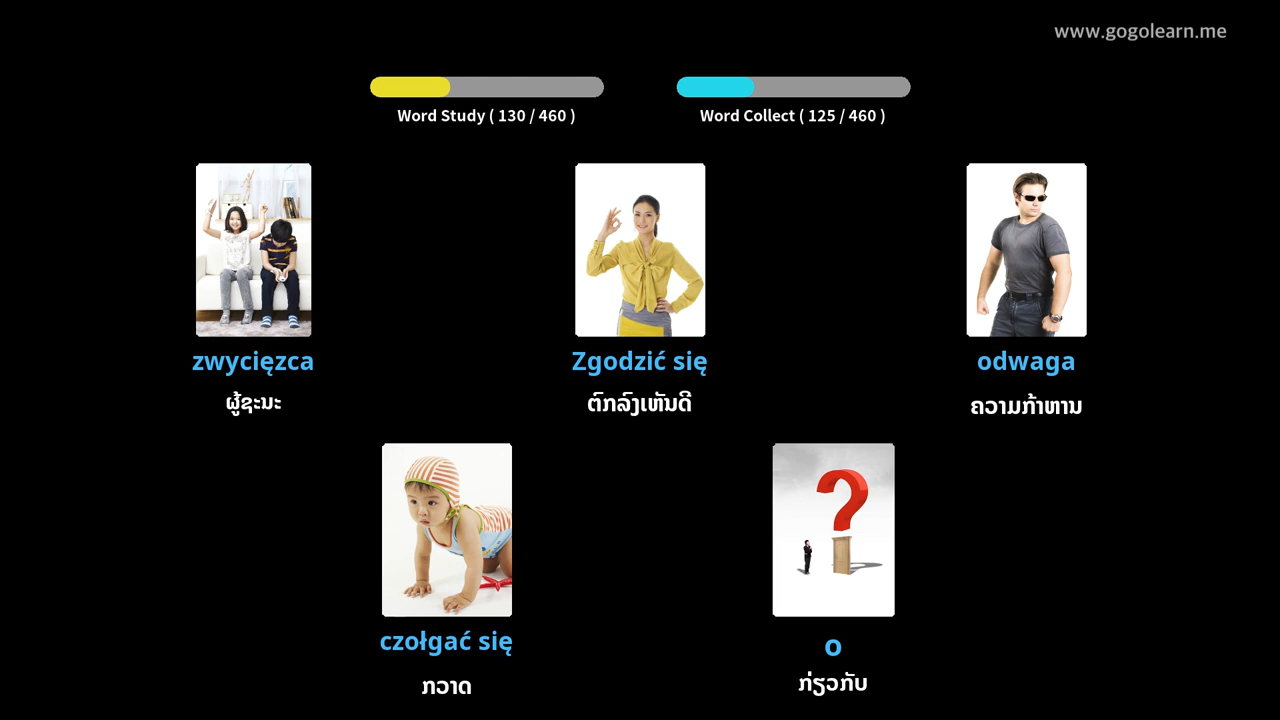 www.gogolearn.me
Word Study ( 130 / 460 )
Word Collect ( 125 / 460 )
zwycięzca
ຜູ້ຊະນະ
Zgodzić się
ຕົກລົງເຫັນດີ
odwaga
ຄວາມກ້າຫານ
czołgać się
ກວາດ
o
ກ່ຽວກັບ